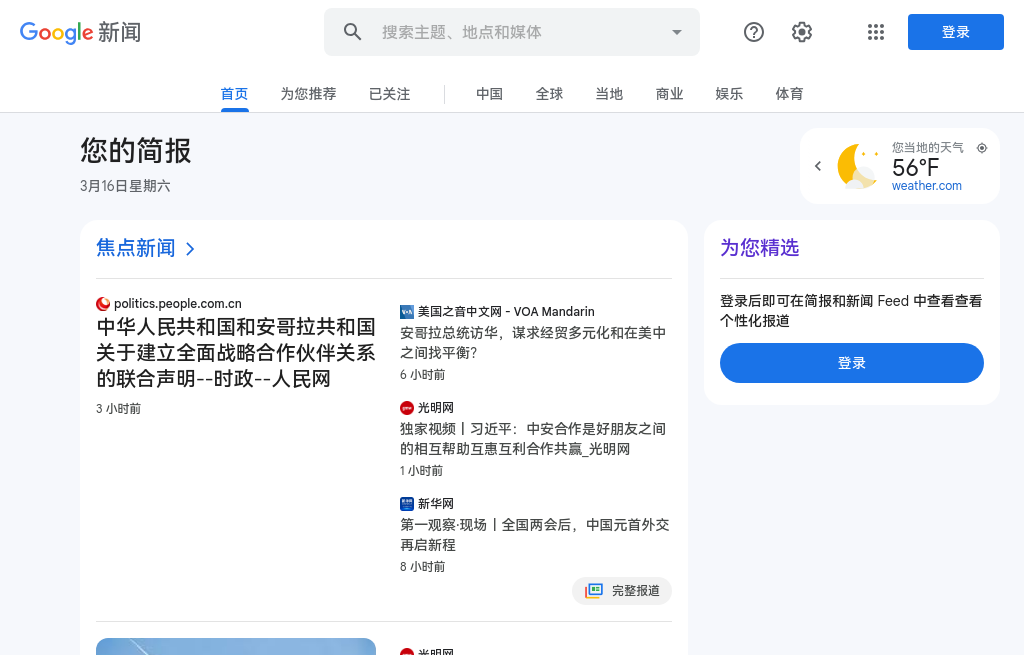 Google 新闻
搜索主题、地点和媒体
登录
首页
为您推荐
已关注
中国
全球
当地
商业
娱乐
体育
您的简报
3月16日星期六
您当地的天气
56°F
weather.com
焦点新闻
politics.people.com.cn
中华人民共和国和安哥拉共和国
关于建立全面战略合作伙伴关系
的联合声明--时政--人民网
3 小时前
美国之音中文网 - VOA Mandarin
安哥拉总统访华，谋求经贸多元化和在美中
之间找平衡？
6 小时前
光明网
独家视频丨习近平：中安合作是好朋友之间
的相互帮助互惠互利合作共赢_光明网
1 小时前
新华网
第一观察·现场丨全国两会后，中国元首外交
再启新程
8 小时前
完整报道
光明网
为您精选
登录后即可在简报和新闻 Feed 中查看查看
个性化报道
登录